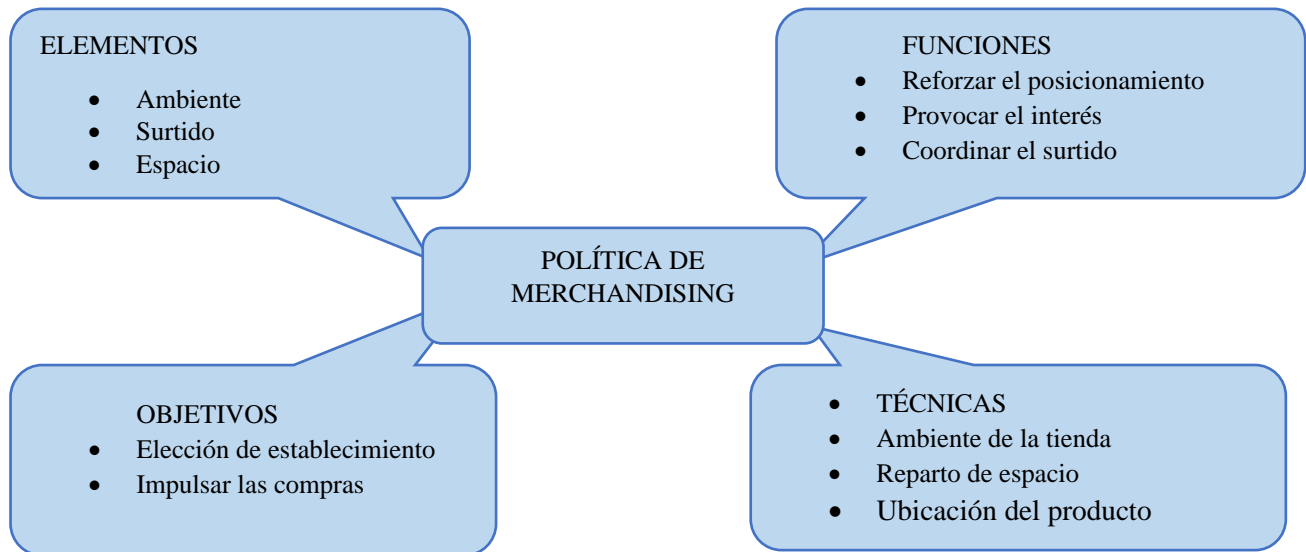 ELEMENTOS
• Ambiente
• Surtido
• Espacio
FUNCIONES
• Reforzar el posicionamiento
• Provocar el interés
• Coordinar el surtido
POLÍTICA DE
MERCHANDISING
OBJETIVOS
• Elección de establecimiento
• Impulsar las compras
• TÉCNICAS
• Ambiente de la tienda
• Reparto de espacio
• Ubicación del producto